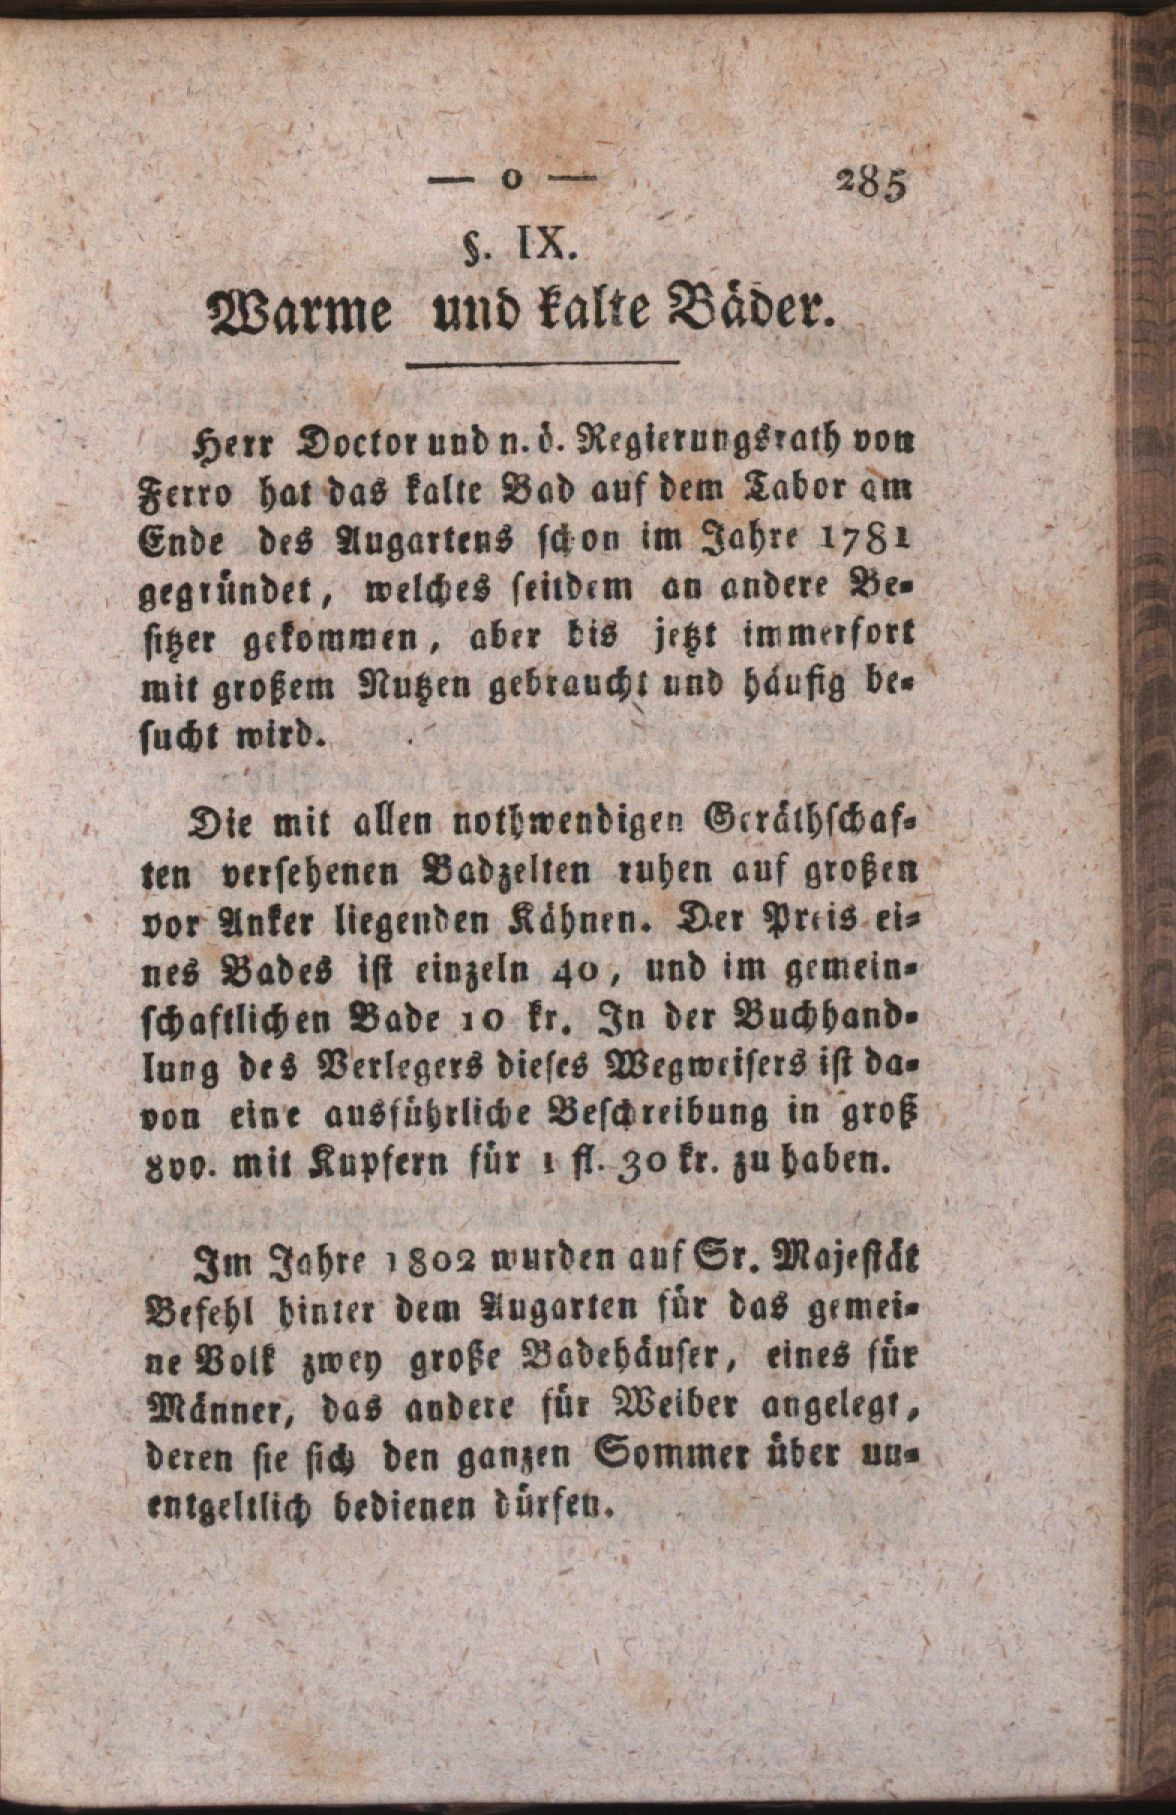 — o — 285
§. IX.
Warme und kalte Bäder.
Herr Doctor und n. ö. Regierungsrath von
Ferro hat das kalte Bad auf dem Tabor am
Ende des Augartens schon im Jahre 1781
gegründet, welches seitdem an andere Be-
sitzer gekommen, aber bis jetzt immerfort
mit großem Nutzen gebraucht und häufig be-
sucht wird.
Die mit allen nothwendigen Geräthschaf-
ten versehenen Badzelten ruhen auf großen
vor Anker liegenden Kähnen. Der Preis ei-
nes Bades ist einzeln 40, und im gemein-
schaftlichen Bade 10 kr. In der Buchhand-
lung des Verlegers dieses Wegweisers ist da-
von eine ausführliche Beschreibung in groß
8vo. mit Kupfern für 1 fl. 30 kr. zu haben.
Im Jahre 1802 wurden auf Sr. Majestät
Befehl hinter dem Augarten für das gemei-
ne Volk zwey große Badehäuser, eines für
Männer, das andere für Weiber angelegt,
deren sie sich den ganzen Sommer über un-
entgeltlich bedienen dürfen.